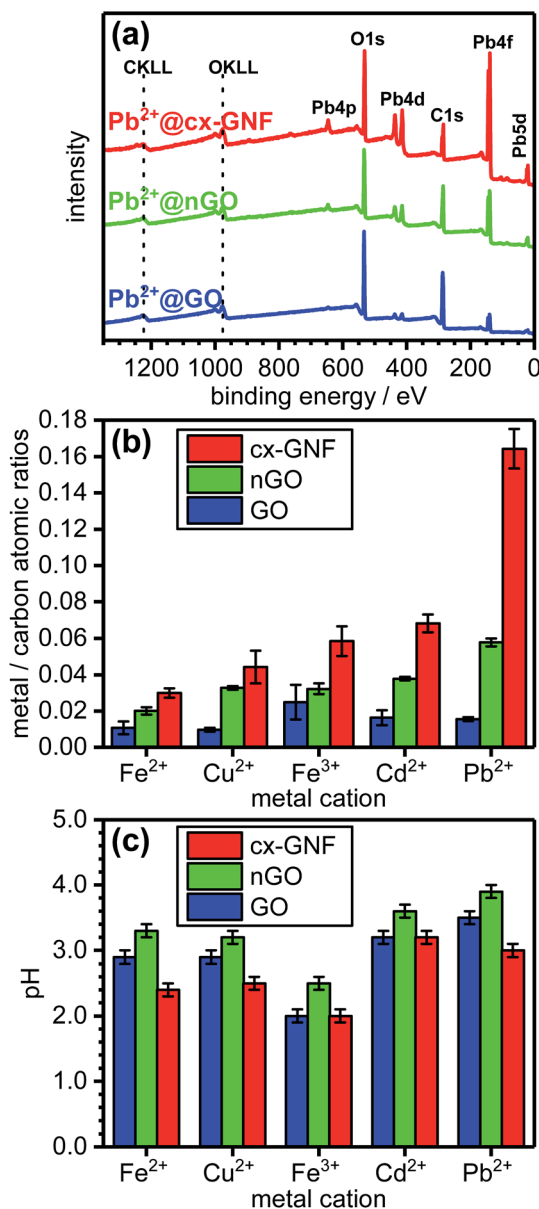 (a)
O1s
Pb4f
CKLL
OKLL
Pb4p
Pb4d
C1s
Pb5d
Pb²⁺@cx-GNF
Pb²⁺@nGO
Pb²⁺@GO
intensity
1200 1000 800 600 400 200 0
binding energy / eV
(b)
cx-GNF
nGO
GO
0.18
0.16
0.14
0.12
0.10
0.08
0.06
0.04
0.02
0.00
metal / carbon atomic ratios
Fe²⁺ Cu²⁺ Fe³⁺ Cd²⁺ Pb²⁺
metal cation
(c)
cx-GNF
nGO
GO
5.0
4.0
3.0
2.0
1.0
0.0
pH
Fe²⁺ Cu²⁺ Fe³⁺ Cd²⁺ Pb²⁺
metal cation